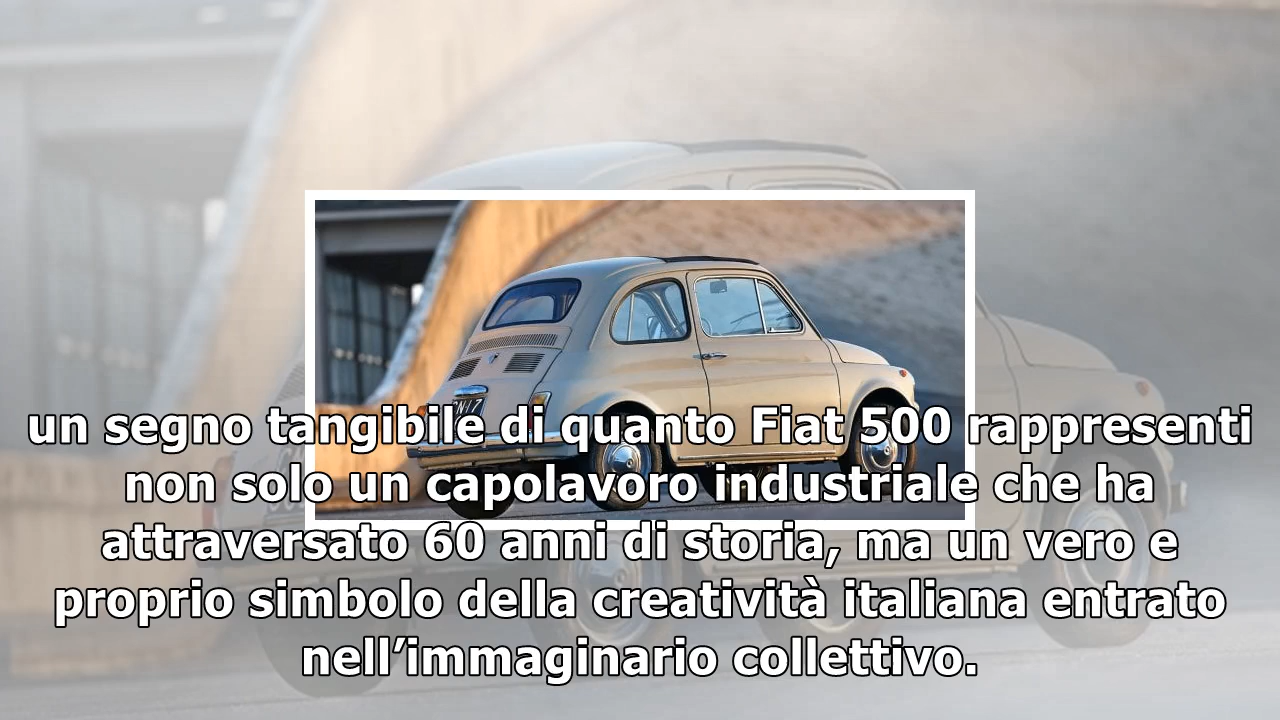 un segno tangibile di quanto Fiat 500 rappresenti
non solo un capolavoro industriale che ha
attraversato 60 anni di storia, ma un vero e
proprio simbolo della creatività italiana entrato
nell’immaginario collettivo.